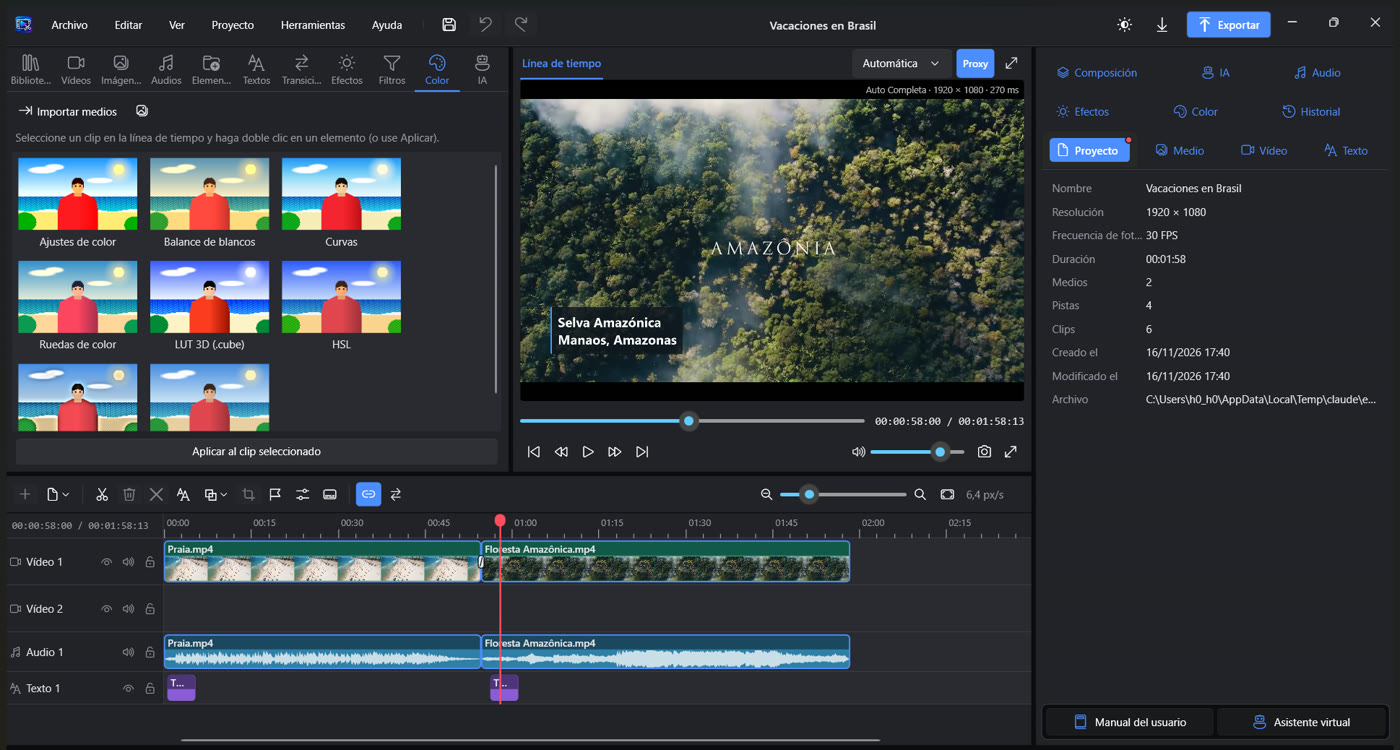 Archivo Editar Ver Proyecto Herramientas Ayuda Vacaciones en Brasil Exportar
Bibliote... Vídeos Imágen... Audios Elemen... Textos Transici... Efectos Filtros Color IA
Importar medios
Seleccione un clip en la línea de tiempo y haga doble clic en un elemento (o use Aplicar).
Ajustes de color Balance de blancos Curvas
Ruedas de color LUT 3D (.cube) HSL
Aplicar al clip seleccionado
Línea de tiempo Automática Proxy
Auto Completa · 1920 × 1080 · 270 ms
AMAZÔNIA
Selva Amazónica
Manaos, Amazonas
00:00:58:00 / 00:01:58:13
Composición IA Audio
Efectos Color Historial
Proyecto Medio Vídeo Texto
Nombre Vacaciones en Brasil
Resolución 1920 × 1080
Frecuencia de fot... 30 FPS
Duración 00:01:58
Medios 2
Pistas 4
Clips 6
Creado el 16/11/2026 17:40
Modificado el 16/11/2026 17:40
Archivo C:\Users\h0_h0\AppData\Local\Temp\claude\e...
6,4 px/s
00:00:58:00 / 00:01:58:13 00:00 00:15 00:30 00:45 01:00 01:15 01:30 01:45 02:00 02:15
Vídeo 1 Praia.mp4 Floresta Amazônica.mp4
Vídeo 2
Audio 1 Praia.mp4 Floresta Amazônica.mp4
Texto 1 T... T...
Manual del usuario Asistente virtual